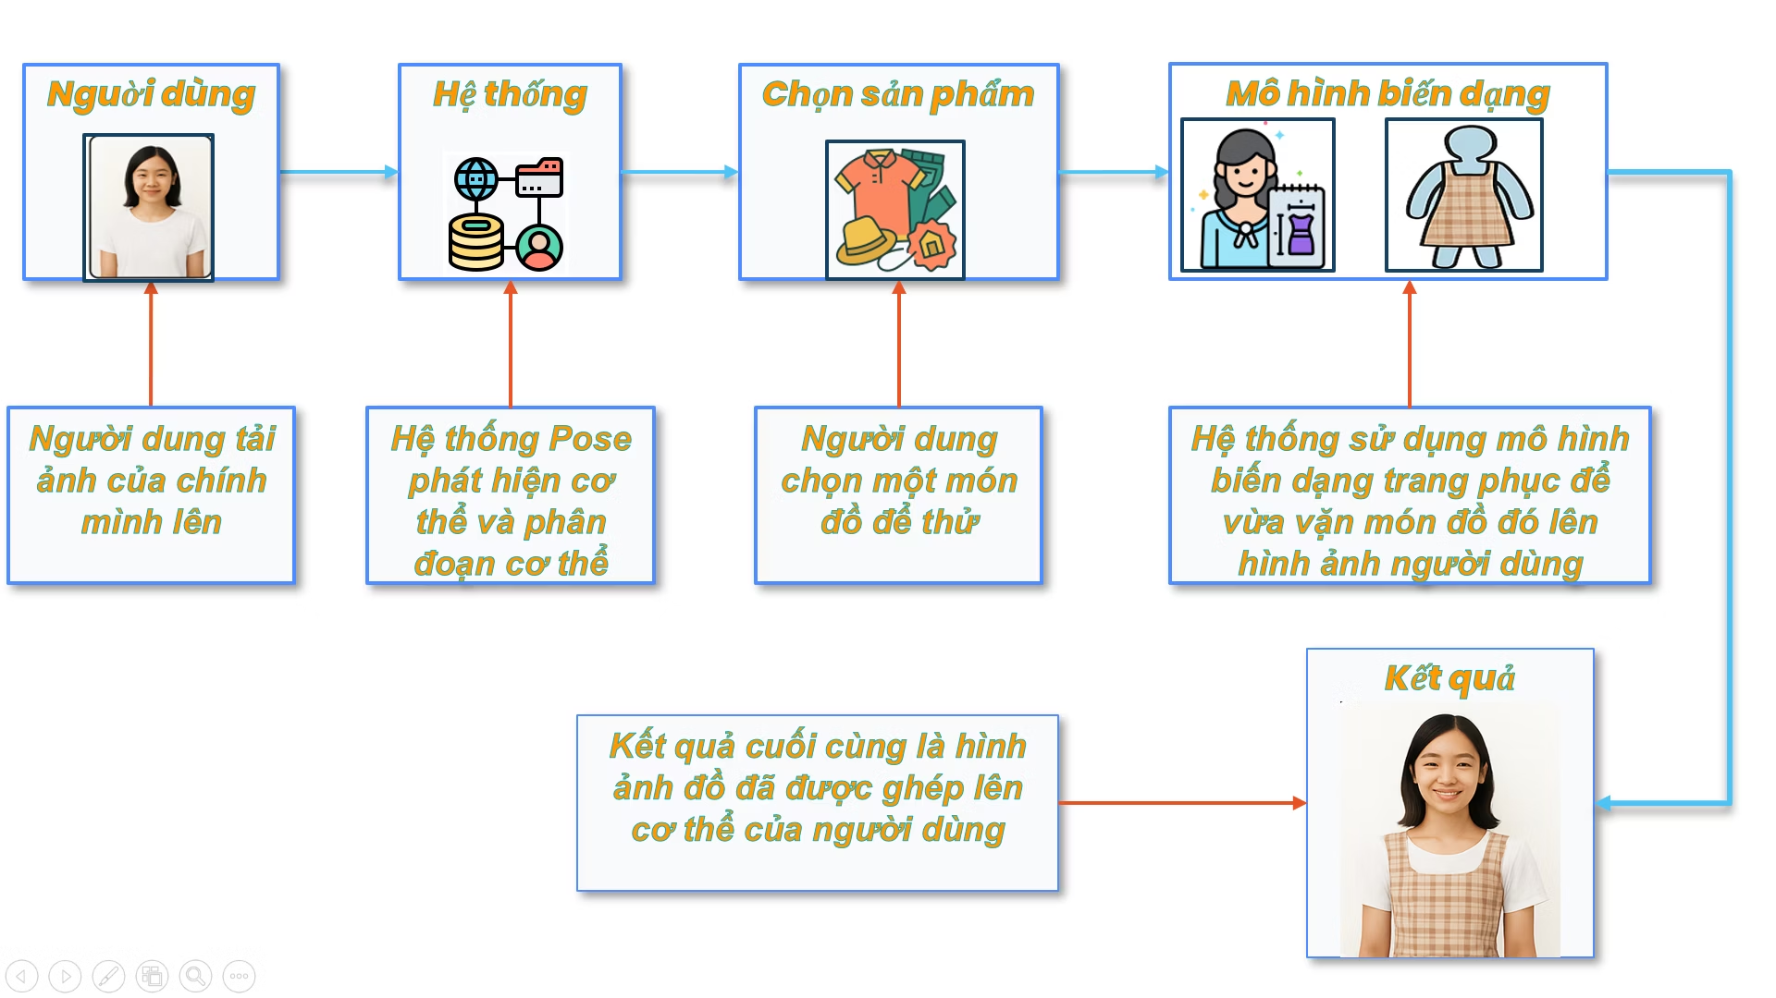 Người dùng
Hệ thống
Chọn sản phẩm
Mô hình biến dạng
Người dung tải
ảnh của chính
mình lên
Hệ thống Pose
phát hiện cơ
thể và phân
đoạn cơ thể
Người dung
chọn một món
đồ để thử
Hệ thống sử dụng mô hình
biến dạng trang phục để
vừa vặn món đồ đó lên
hình ảnh người dùng
Kết quả cuối cùng là hình
ảnh đồ đã được ghép lên
cơ thể của người dùng
Kết quả